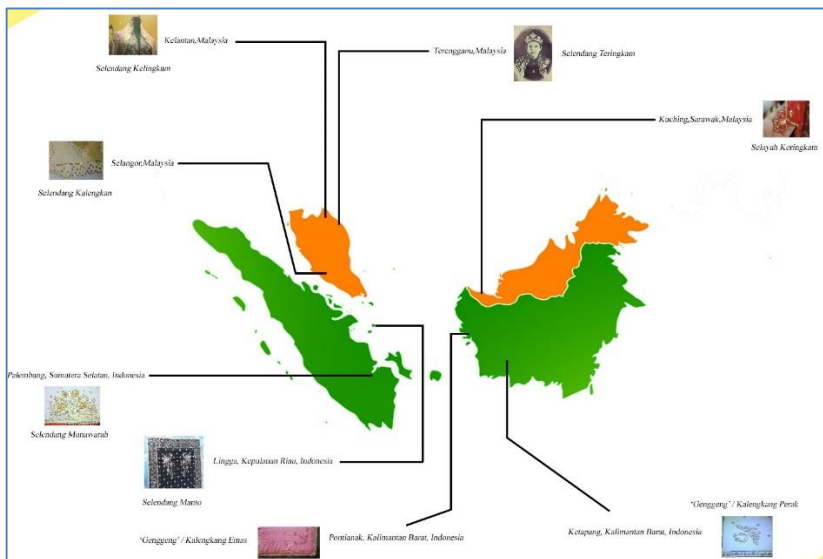 Kelantan,Malaysia
Selendang Kelingkam
Terengganu,Malaysia
Selendang Teringkam
Kuching,Sarawak,Malaysia
Selayah Keringkam
Selangor,Malaysia
Selendang Kalengkan
Palembang, Sumatera Selatan, Indonesia
Selendang Manawarah
Lingga, Kepulauan Riau, Indonesia
Selendang Manto
'Genggeng' / Kalengkang Emas
Pontianak, Kalimantan Barat, Indonesia
Ketapang, Kalimantan Barat, Indonesia
'Genggeng' / Kalengkang Perak